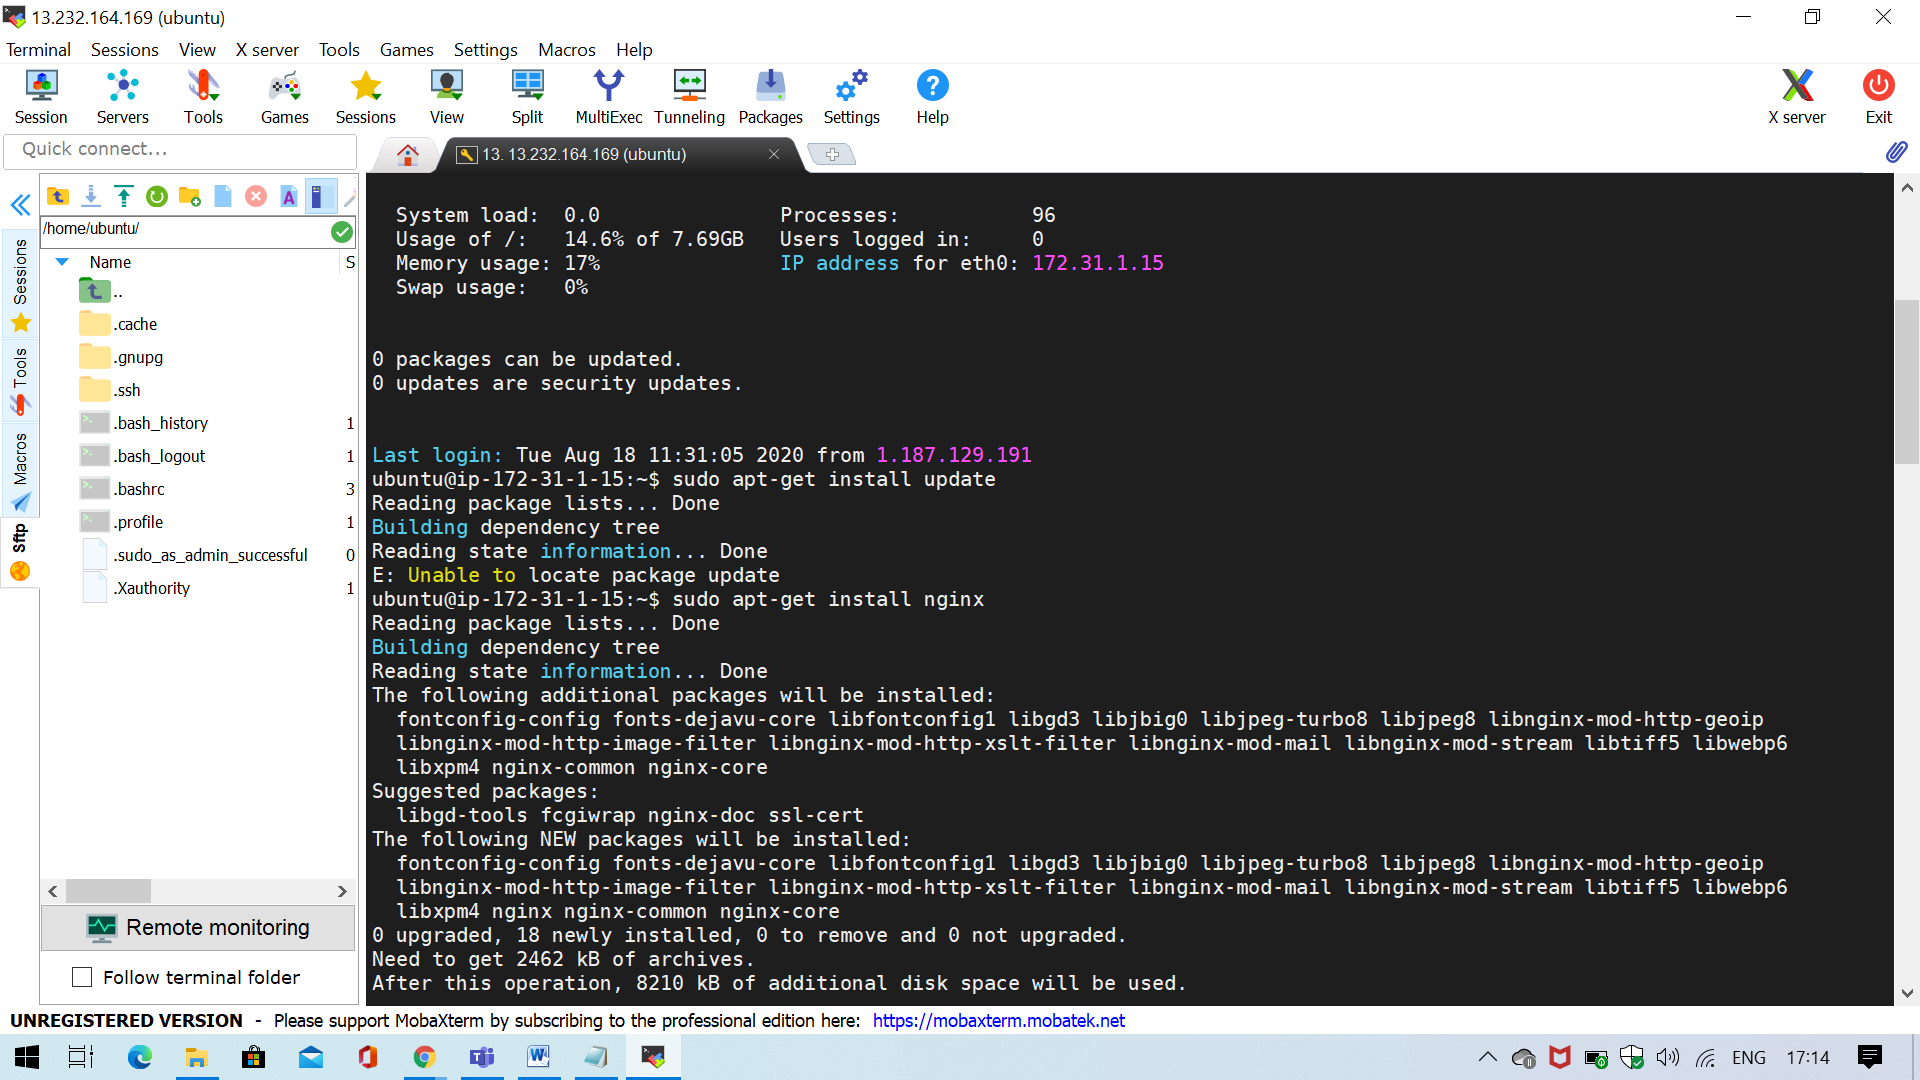 13.232.164.169 (ubuntu)
Terminal Sessions View X server Tools Games Settings Macros Help
Session Servers Tools Games Sessions View Split MultiExec Tunneling Packages Settings Help X server Exit
Quick connect...
13. 13.232.164.169 (ubuntu)
/home/ubuntu/
Name S
..
.cache
.gnupg
.ssh
.bash_history 1
.bash_logout 1
.bashrc 3
.profile 1
.sudo_as_admin_successful 0
.Xauthority 1
Sessions
Tools
Macros
Sftp
Remote monitoring
Follow terminal folder
System load: 0.0 Processes: 96
Usage of /: 14.6% of 7.69GB Users logged in: 0
Memory usage: 17% IP address for eth0: 172.31.1.15
Swap usage: 0%
0 packages can be updated.
0 updates are security updates.
Last login: Tue Aug 18 11:31:05 2020 from 1.187.129.191
ubuntu@ip-172-31-1-15:~$ sudo apt-get install update
Reading package lists... Done
Building dependency tree
Reading state information... Done
E: Unable to locate package update
ubuntu@ip-172-31-1-15:~$ sudo apt-get install nginx
Reading package lists... Done
Building dependency tree
Reading state information... Done
The following additional packages will be installed:
fontconfig-config fonts-dejavu-core libfontconfig1 libgd3 libjbig0 libjpeg-turbo8 libjpeg8 libnginx-mod-http-geoip
libnginx-mod-http-image-filter libnginx-mod-http-xslt-filter libnginx-mod-mail libnginx-mod-stream libtiff5 libwebp6
libxpm4 nginx-common nginx-core
Suggested packages:
libgd-tools fcgiwrap nginx-doc ssl-cert
The following NEW packages will be installed:
fontconfig-config fonts-dejavu-core libfontconfig1 libgd3 libjbig0 libjpeg-turbo8 libjpeg8 libnginx-mod-http-geoip
libnginx-mod-http-image-filter libnginx-mod-http-xslt-filter libnginx-mod-mail libnginx-mod-stream libtiff5 libwebp6
libxpm4 nginx nginx-common nginx-core
0 upgraded, 18 newly installed, 0 to remove and 0 not upgraded.
Need to get 2462 kB of archives.
After this operation, 8210 kB of additional disk space will be used.
UNREGISTERED VERSION - Please support MobaXterm by subscribing to the professional edition here: https://mobaxterm.mobatek.net
ENG 17:14